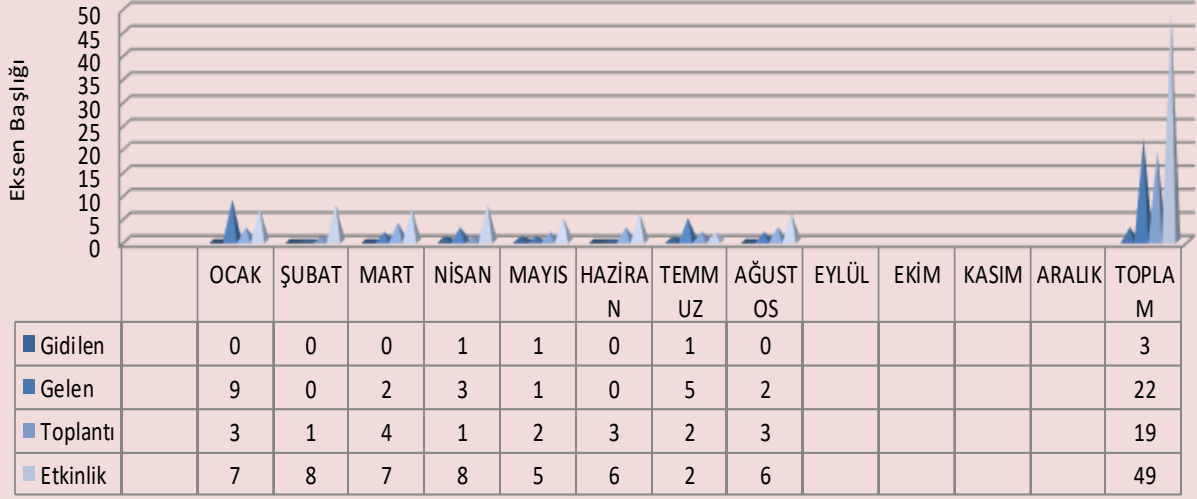 50
45
40
35
30
25
20
15
10
5
0
Eksen Başlığı
OCAK ŞUBAT MART NİSAN MAYIS HAZİRA TEMM AĞUST EYLÜL EKİM KASIM ARALIK TOPLA
N UZ OS M
Gidilen 0 0 0 1 1 0 1 0 3
Gelen 9 0 2 3 1 0 5 2 22
Toplantı 3 1 4 1 2 3 2 3 19
Etkinlik 7 8 7 8 5 6 2 6 49